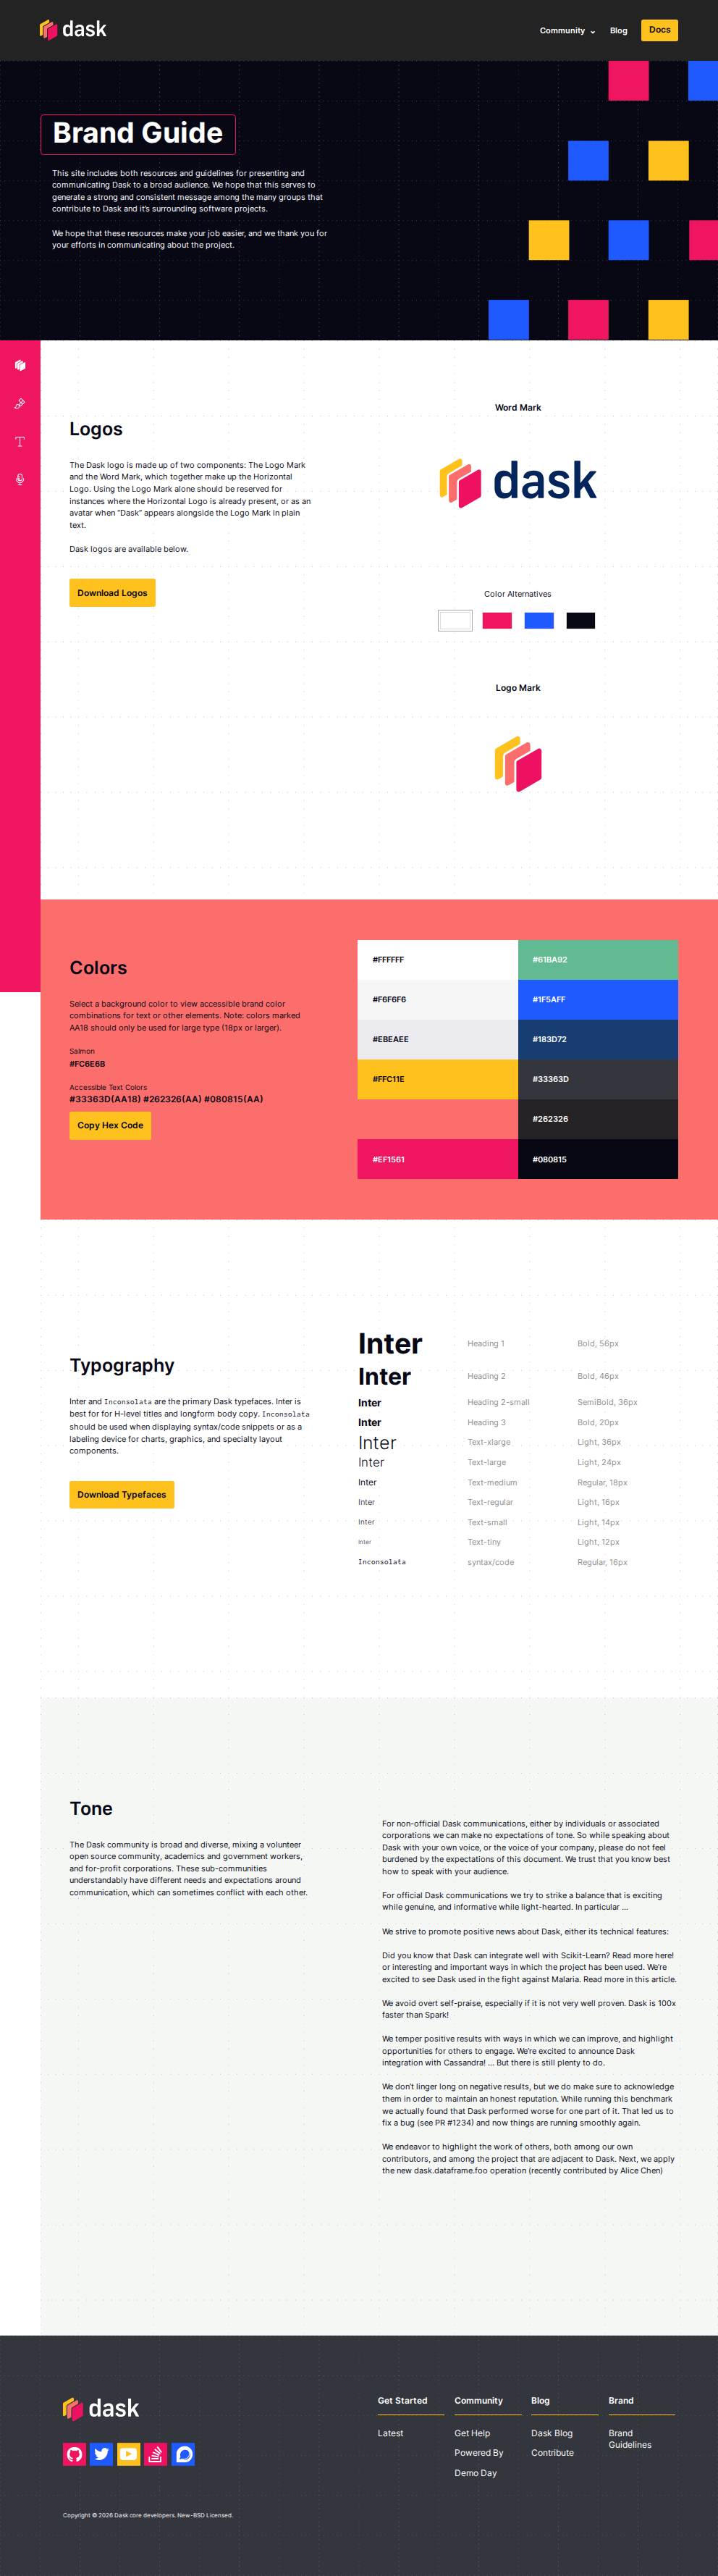 dask
Community
Blog
Docs
Brand Guide
This site includes both resources and guidelines for presenting and
communicating Dask to a broad audience. We hope that this serves to
generate a strong and consistent message among the many groups that
contribute to Dask and it's surrounding software projects.
We hope that these resources make your job easier, and we thank you for
your efforts in communicating about the project.
Logos
The Dask logo is made up of two components: The Logo Mark
and the Word Mark, which together make up the Horizontal
Logo. Using the Logo Mark alone should be reserved for
instances where the Horizontal Logo is already present, or as an
avatar when "Dask" appears alongside the Logo Mark in plain
text.
Dask logos are available below.
Download Logos
Word Mark
dask
Color Alternatives
Logo Mark
Colors
Select a background color to view accessible brand color
combinations for text or other elements. Note: colors marked
AA18 should only be used for large type (18px or larger).
Salmon
#FC6E6B
Accessible Text Colors
#33363D(AA18) #262326(AA) #080815(AA)
Copy Hex Code
#FFFFFF
#61BA92
#F6F6F6
#1F5AFF
#EBEAEE
#183D72
#FFC11E
#33363D
#262326
#EF1561
#080815
Typography
Inter and Inconsolata are the primary Dask typefaces. Inter is
best for for H-level titles and longform body copy. Inconsolata
should be used when displaying syntax/code snippets or as a
labeling device for charts, graphics, and specialty layout
components.
Download Typefaces
Inter Heading 1 Bold, 56px
Inter Heading 2 Bold, 46px
Inter Heading 2-small SemiBold, 36px
Inter Heading 3 Bold, 20px
Inter Text-xlarge Light, 36px
Inter Text-large Light, 24px
Inter Text-medium Regular, 18px
Inter Text-regular Light, 16px
Inter Text-small Light, 14px
Inter Text-tiny Light, 12px
Inconsolata syntax/code Regular, 16px
Tone
The Dask community is broad and diverse, mixing a volunteer
open source community, academics and government workers,
and for-profit corporations. These sub-communities
understandably have different needs and expectations around
communication, which can sometimes conflict with each other.
For non-official Dask communications, either by individuals or associated
corporations we can make no expectations of tone. So while speaking about
Dask with your own voice, or the voice of your company, please do not feel
burdened by the expectations of this document. We trust that you know best
how to speak with your audience.
For official Dask communications we try to strike a balance that is exciting
while genuine, and informative while light-hearted. In particular ...
We strive to promote positive news about Dask, either its technical features:
Did you know that Dask can integrate well with Scikit-Learn? Read more here!
or interesting and important ways in which the project has been used. We're
excited to see Dask used in the fight against Malaria. Read more in this article.
We avoid overt self-praise, especially if it is not very well proven. Dask is 100x
faster than Spark!
We temper positive results with ways in which we can improve, and highlight
opportunities for others to engage. We're excited to announce Dask
integration with Cassandra! ... But there is still plenty to do.
We don't linger long on negative results, but we do make sure to acknowledge
them in order to maintain an honest reputation. While running this benchmark
we actually found that Dask performed worse for one part of it. That led us to
fix a bug (see PR #1234) and now things are running smoothly again.
We endeavor to highlight the work of others, both among our own
contributors, and among the project that are adjacent to Dask. Next, we apply
the new dask.dataframe.foo operation (recently contributed by Alice Chen)
dask
Copyright © 2026 Dask core developers. New-BSD Licensed.
Get Started
Latest
Community
Get Help
Powered By
Demo Day
Blog
Dask Blog
Contribute
Brand
Brand
Guidelines